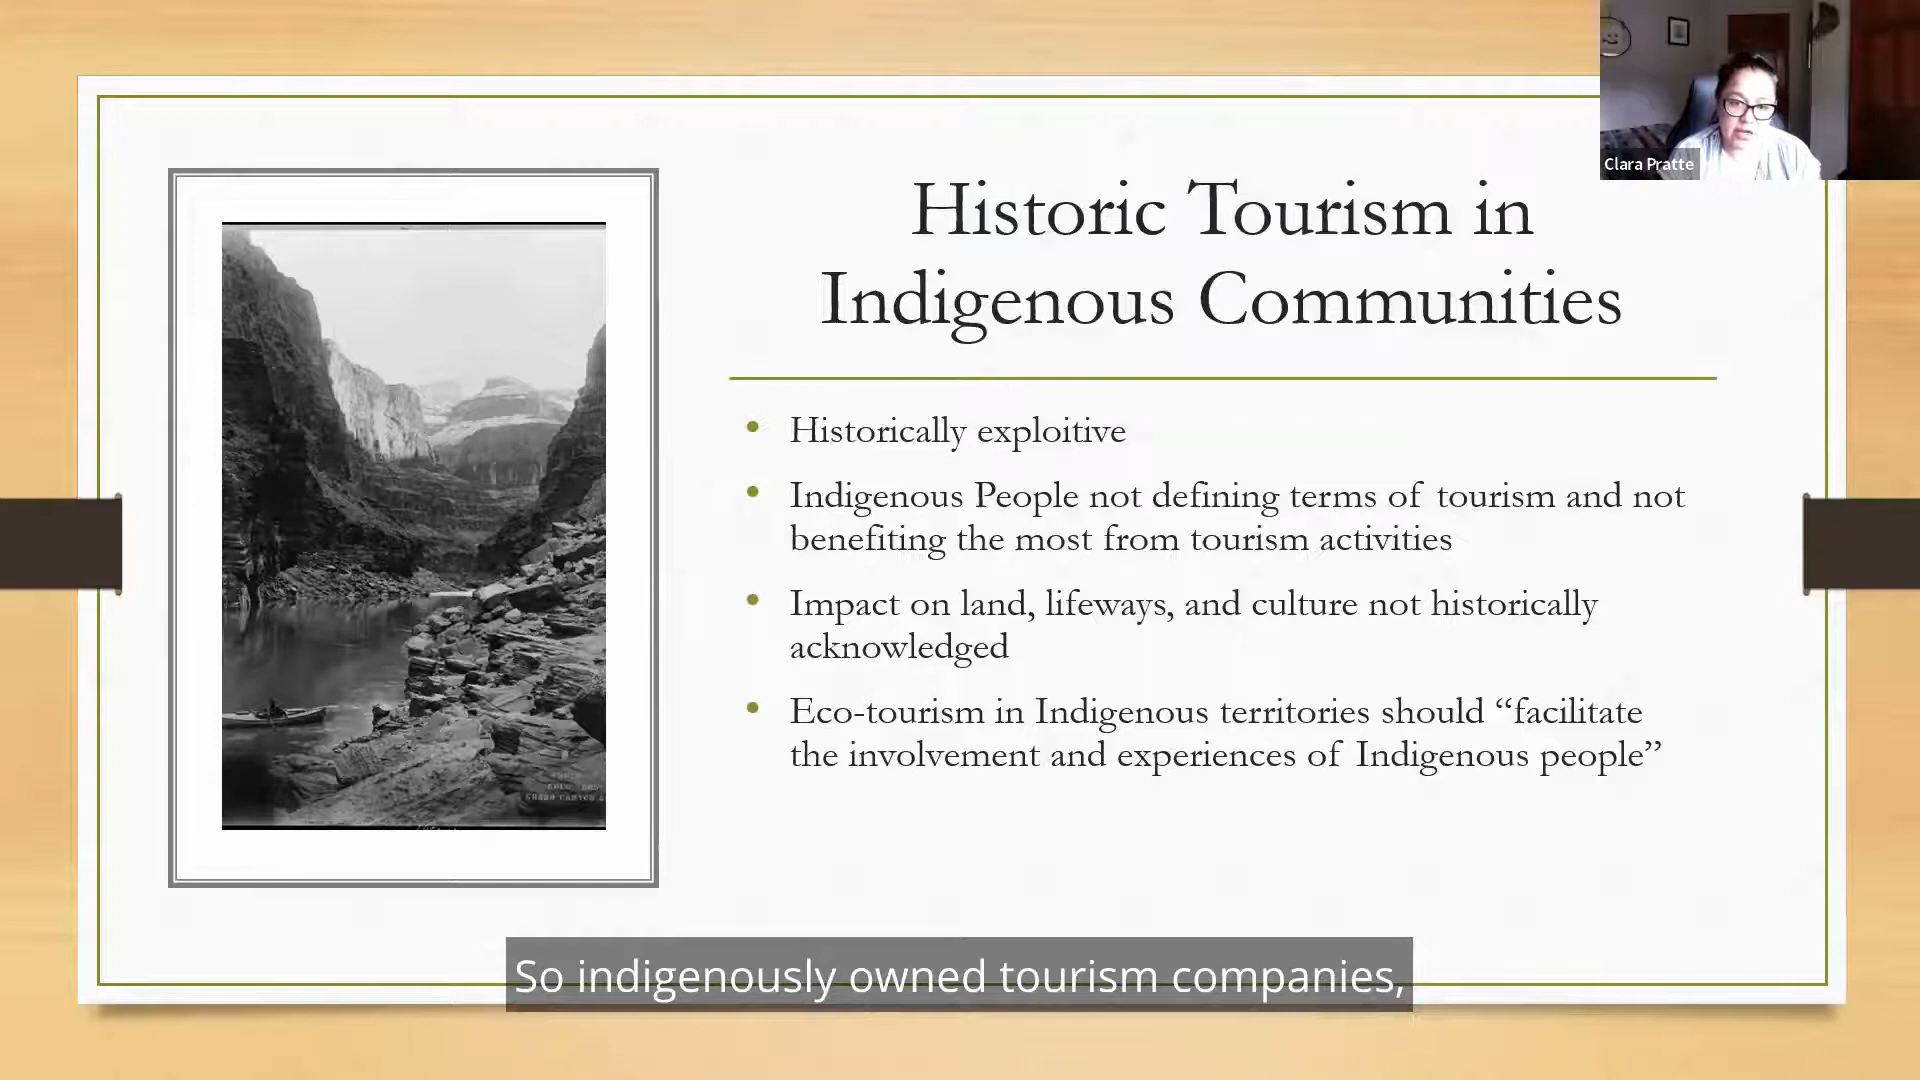 Clara Pratte
Historic Tourism in
Indigenous Communities
• Historically exploitive
• Indigenous People not defining terms of tourism and not
benefiting the most from tourism activities
• Impact on land, lifeways, and culture not historically
acknowledged
• Eco-tourism in Indigenous territories should “facilitate
the involvement and experiences of Indigenous people”
So indigenously owned tourism companies,